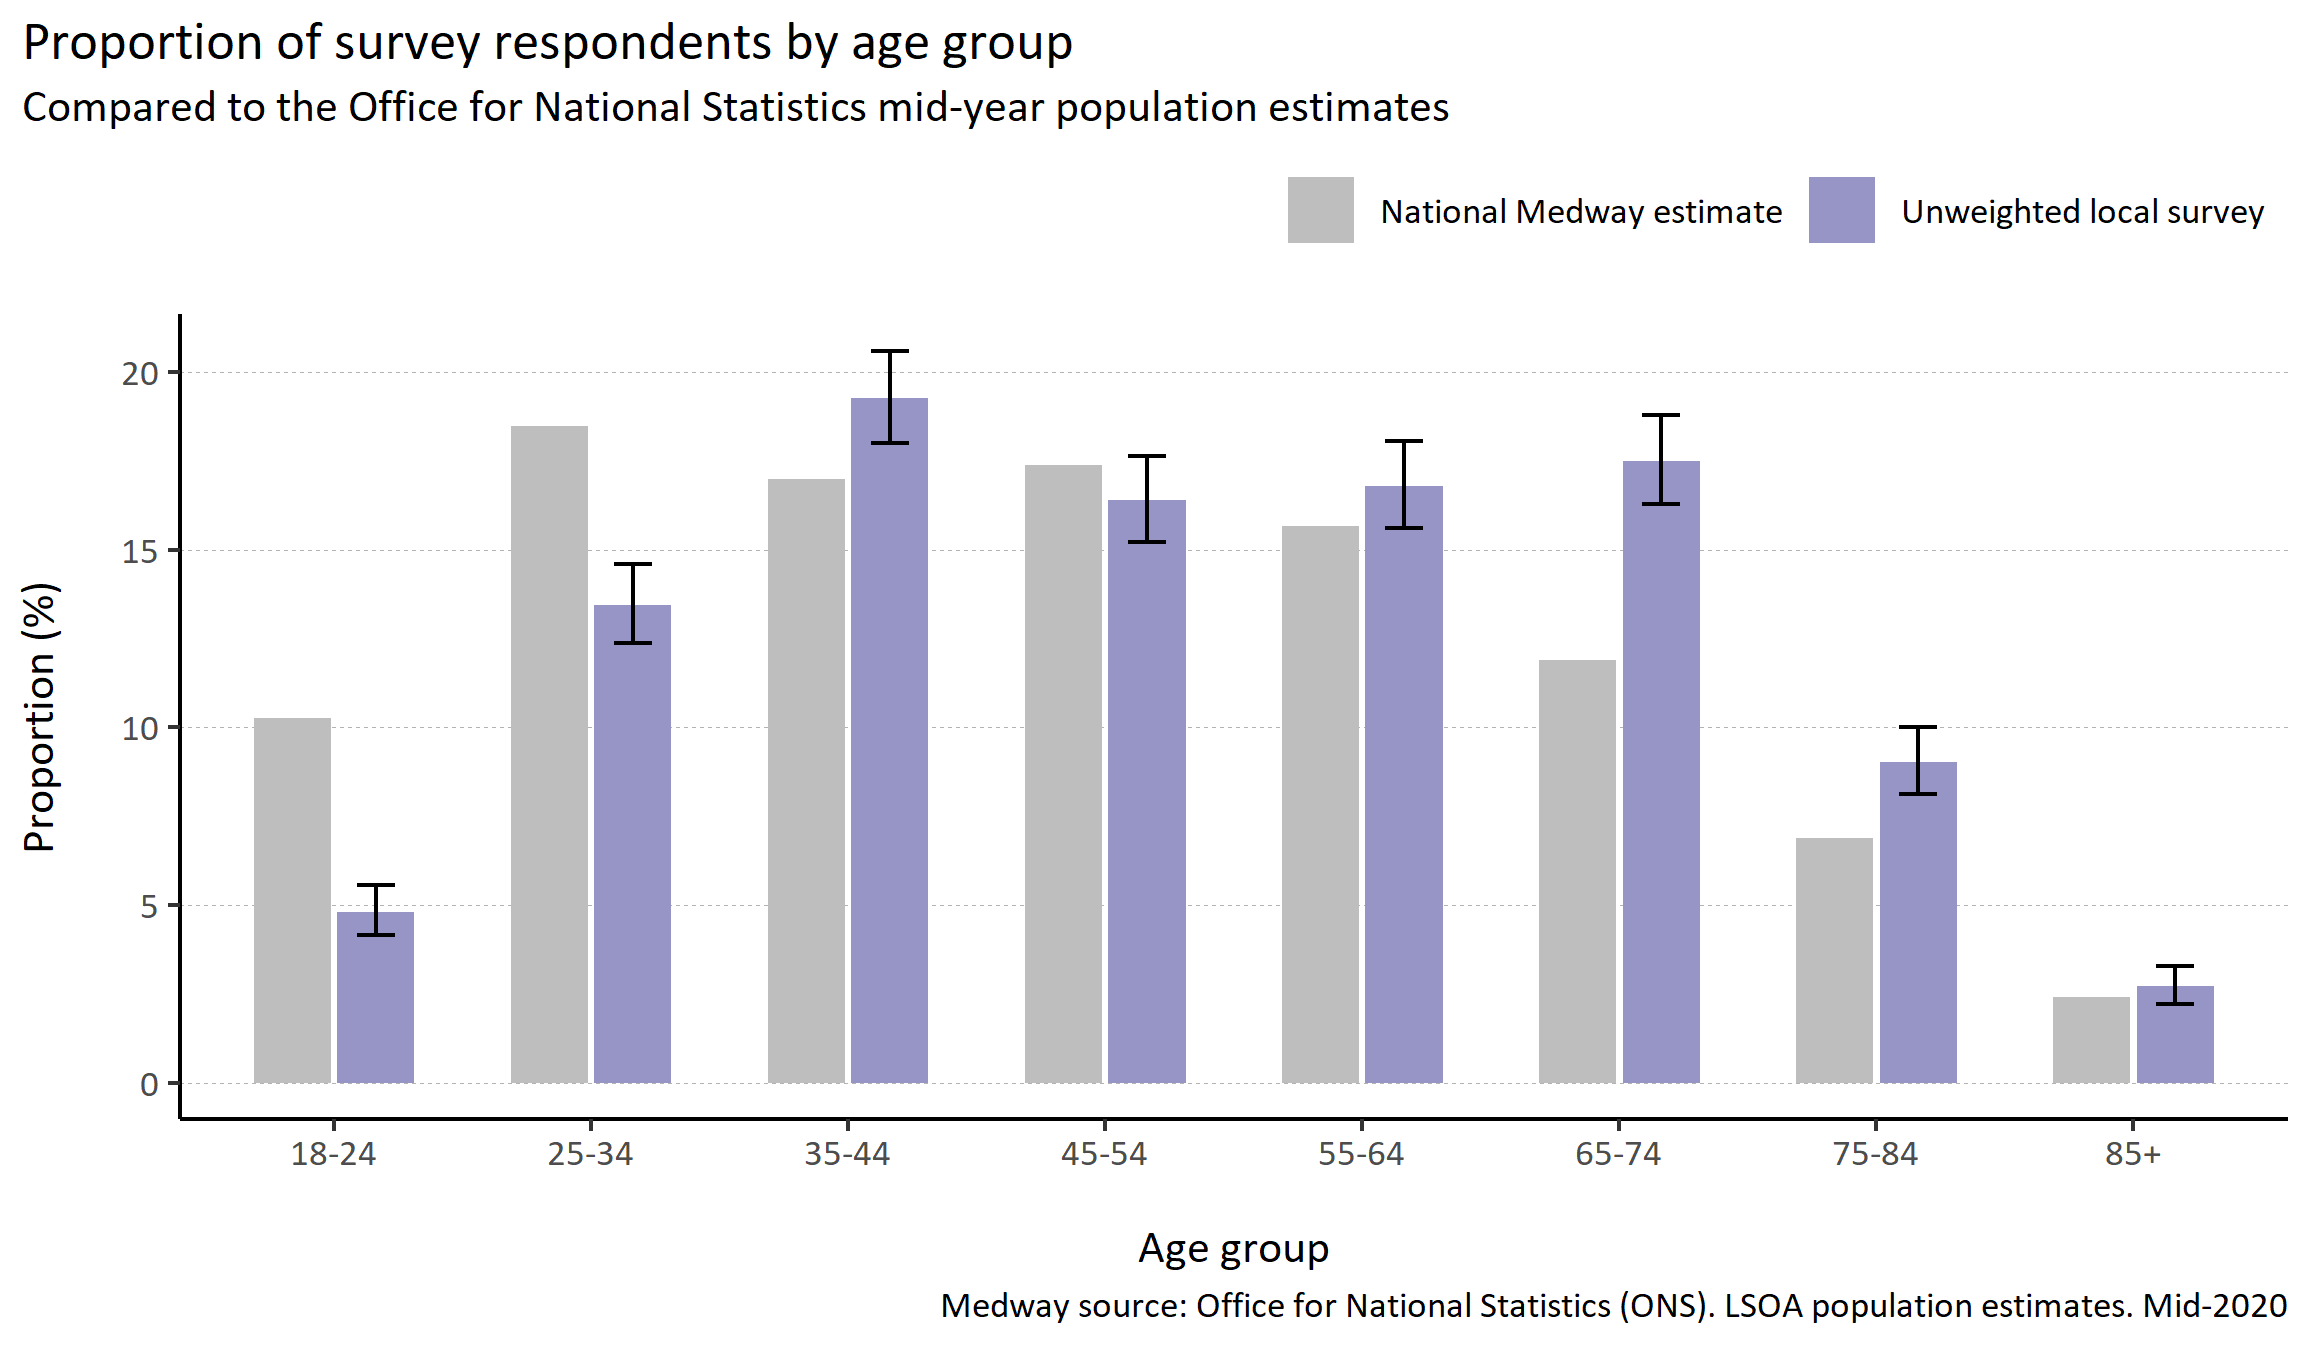 Proportion of survey respondents by age group
Compared to the Office for National Statistics mid-year population estimates
National Medway estimate
Unweighted local survey
Proportion (%)
20
15
10
5
0
18-24
25-34
35-44
45-54
55-64
65-74
75-84
85+
Age group
Medway source: Office for National Statistics (ONS). LSOA population estimates. Mid-2020